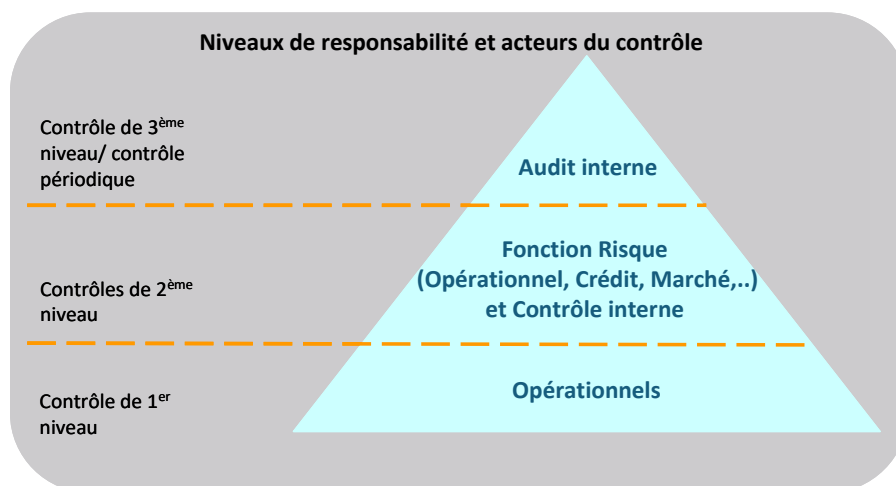 Niveaux de responsabilité et acteurs du contrôle
Contrôle de 3ème
niveau/ contrôle
périodique
Audit interne
Fonction Risque
(Opérationnel, Crédit, Marché,..)
et Contrôle interne
Contrôles de 2ème
niveau
Opérationnels
Contrôle de 1er
niveau